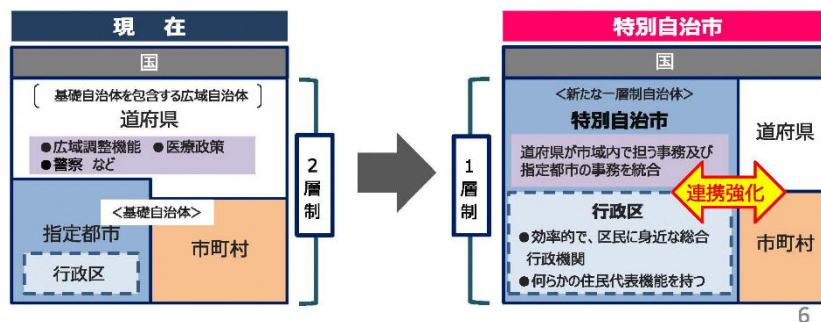 現 在
国
〔 基礎自治体を包含する広域自治体 〕
道府県
●広域調整機能 ●医療政策
●警察 など
<基礎自治体>
指定都市
行政区
市町村
2層制
特別自治市
国
<新たな一層制自治体>
特別自治市
道府県が市域内で担う事務及び
指定都市の事務を統合
行政区
●効率的で、区民に身近な総合
行政機関
●何らかの住民代表機能を持つ
1層制
道府県
連携強化
市町村
6